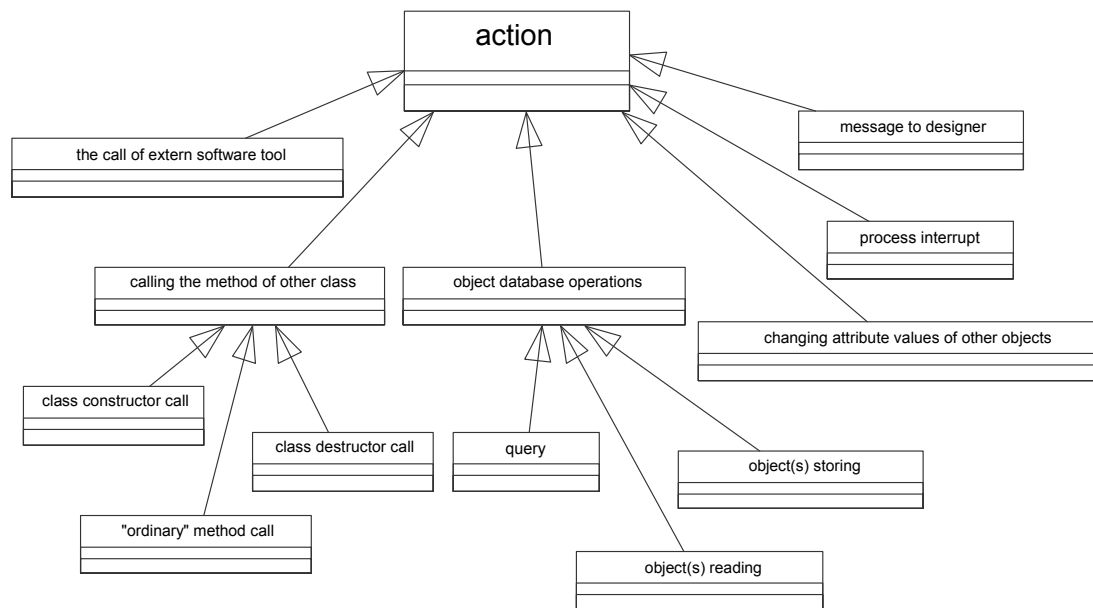 action
message to designer
the call of extern software tool
process interrupt
calling the method of other class
object database operations
changing attribute values of other objects
class constructor call
class destructor call
query
object(s) storing
"ordinary" method call
object(s) reading